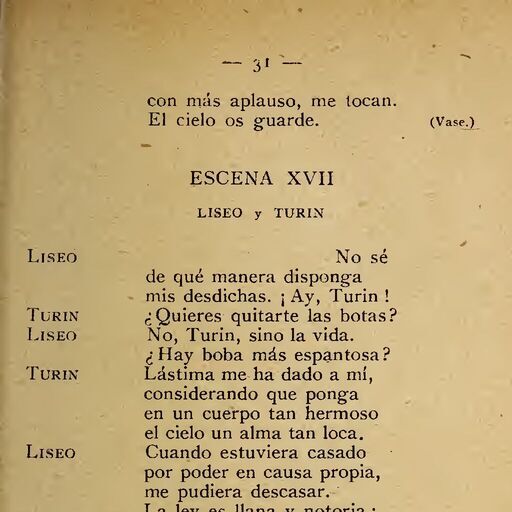 — 31 —
con más aplauso, me tocan.
El cielo os guarde. (Vase.)
ESCENA XVII
LISEO y TURIN
LISEO No sé
de qué manera disponga
mis desdichas. ¡ Ay, Turin !
TURIN ¿Quieres quitarte las botas?
LISEO No, Turin, sino la vida.
¿Hay boba más espantosa?
TURIN Lástima me ha dado a mí,
considerando que ponga
en un cuerpo tan hermoso
el cielo un alma tan loca.
LISEO Cuando estuviera casado
por poder en causa propia,
me pudiera descasar.
La ley es llana y notoria;